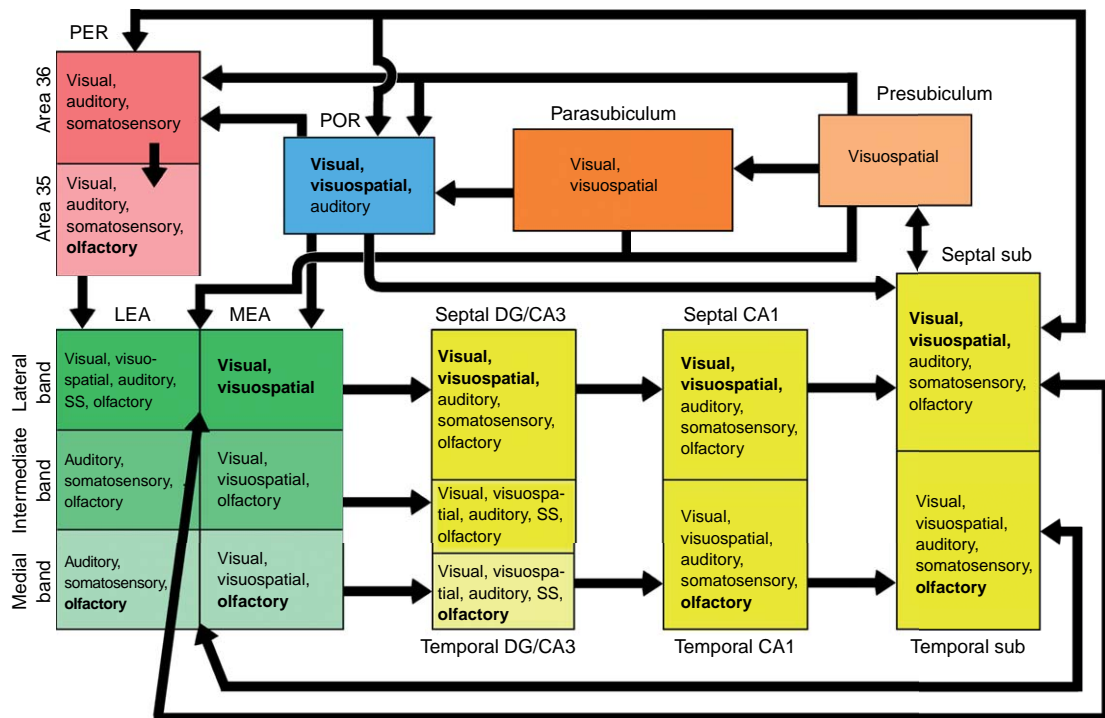 PER
Area 36
Visual,
auditory,
somatosensory
Area 35
Visual,
auditory,
somatosensory,
olfactory
POR
Visual,
visuospatial,
auditory
Parasubiculum
Visual,
visuospatial
Presubiculum
Visuospatial
LEA
MEA
Septal DG/CA3
Septal CA1
Septal sub
Lateral
band
Visual, visuo-
spatial, auditory,
SS, olfactory
Visual,
visuospatial
Visual,
visuospatial,
auditory,
somatosensory,
olfactory
Visual,
visuospatial,
auditory,
somatosensory,
olfactory
Visual,
visuospatial,
auditory,
somatosensory,
olfactory
Intermediate
band
Auditory,
somatosensory,
olfactory
Visual,
visuospatial,
olfactory
Visual, visuospa-
tial, auditory, SS,
olfactory
Medial
band
Auditory,
somatosensory,
olfactory
Visual,
visuospatial,
olfactory
Visual, visuospa-
tial, auditory, SS,
olfactory
Visual,
visuospatial,
auditory,
somatosensory,
olfactory
Visual,
visuospatial,
auditory,
somatosensory,
olfactory
Temporal DG/CA3
Temporal CA1
Temporal sub